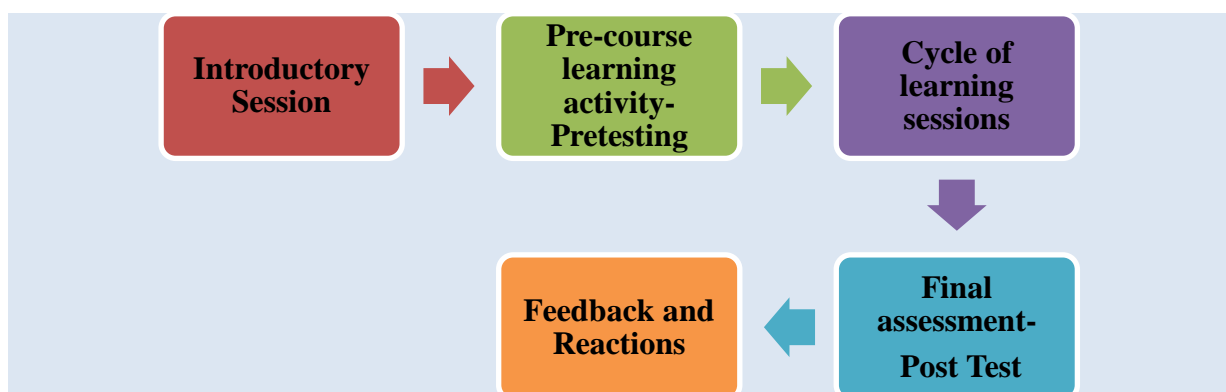 Introductory
Session
Pre-course
learning
activity-
Pretesting
Cycle of
learning
sessions
Final
assessment-
Post Test
Feedback and
Reactions